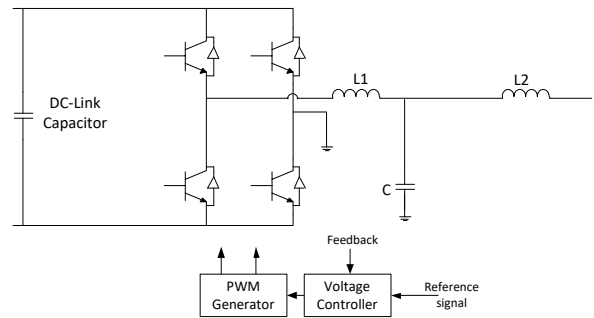 DC-Link
Capacitor
L1
L2
C
Feedback
PWM
Generator
Voltage
Controller
Reference
signal